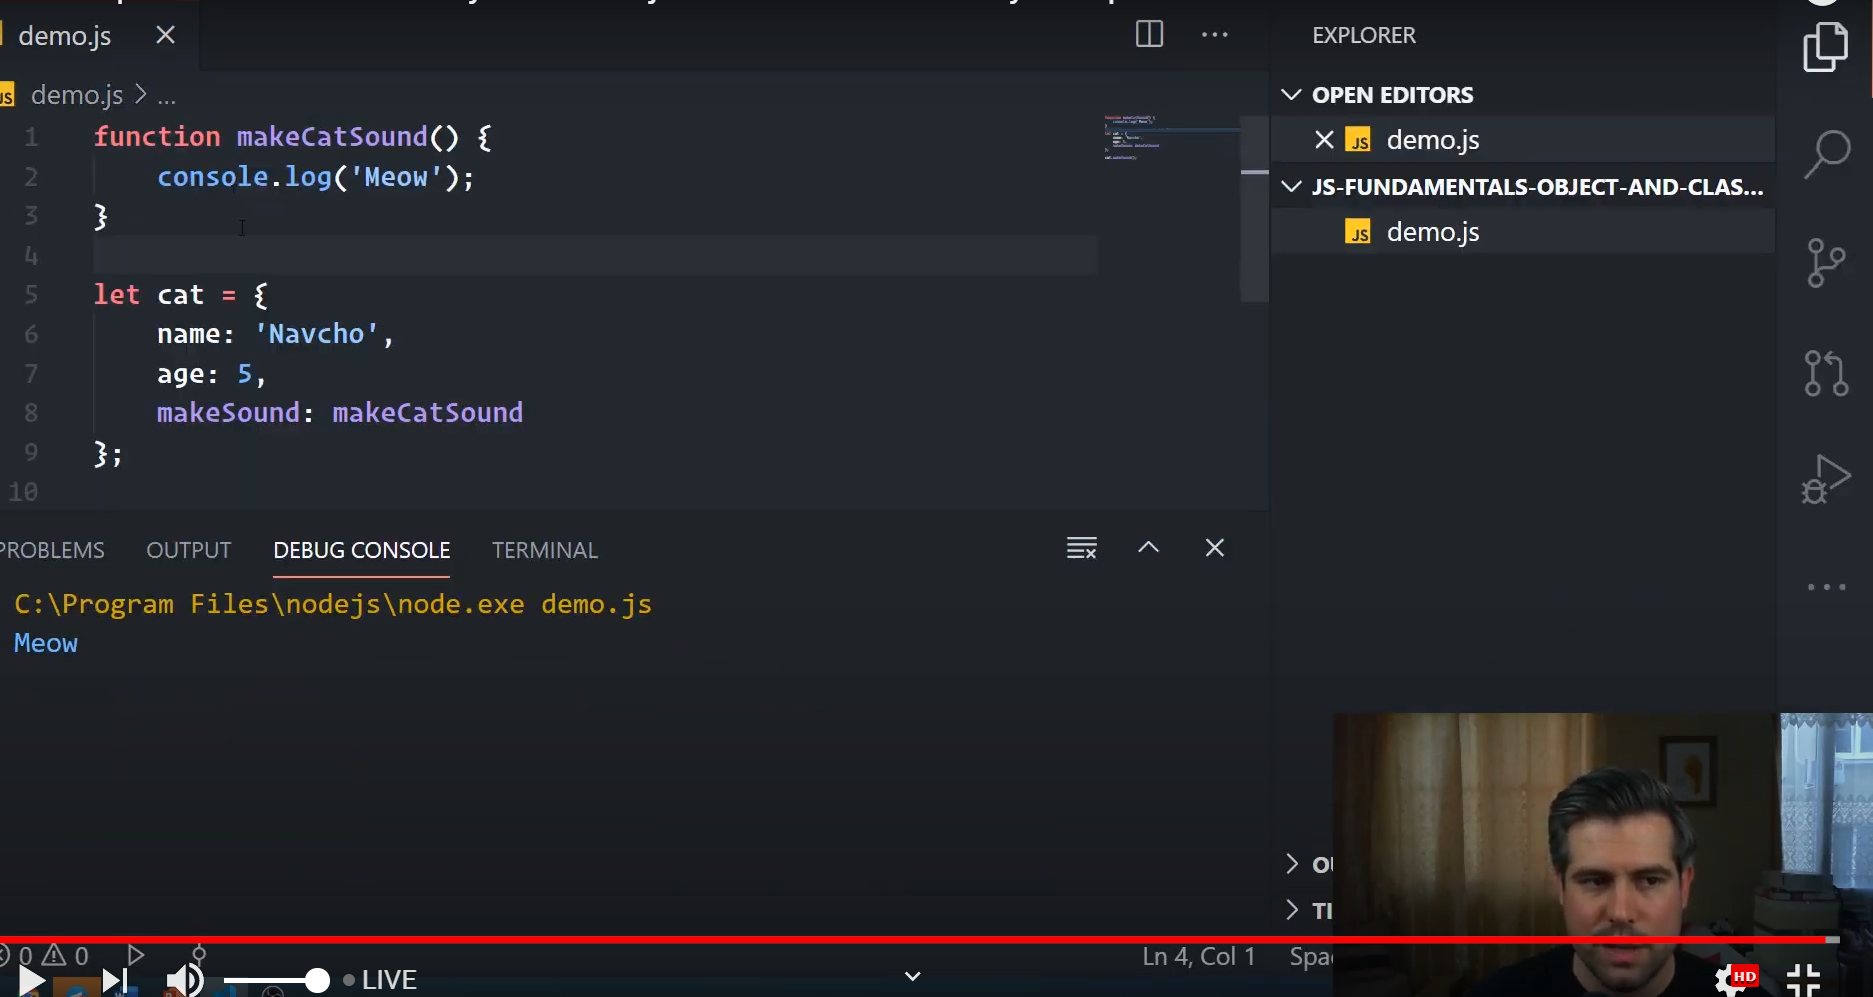 demo.js
EXPLORER
JS demo.js > ...
OPEN EDITORS
JS demo.js
JS-FUNDAMENTALS-OBJECT-AND-CLAS...
JS demo.js
1 function makeCatSound() {
2 console.log('Meow');
3 }
4
5 let cat = {
6 name: 'Navcho',
7 age: 5,
8 makeSound: makeCatSound
9 };
10
PROBLEMS OUTPUT DEBUG CONSOLE TERMINAL
C:\Program Files\nodejs\node.exe demo.js
Meow
0 0
Ln 4, Col 1
LIVE
HD